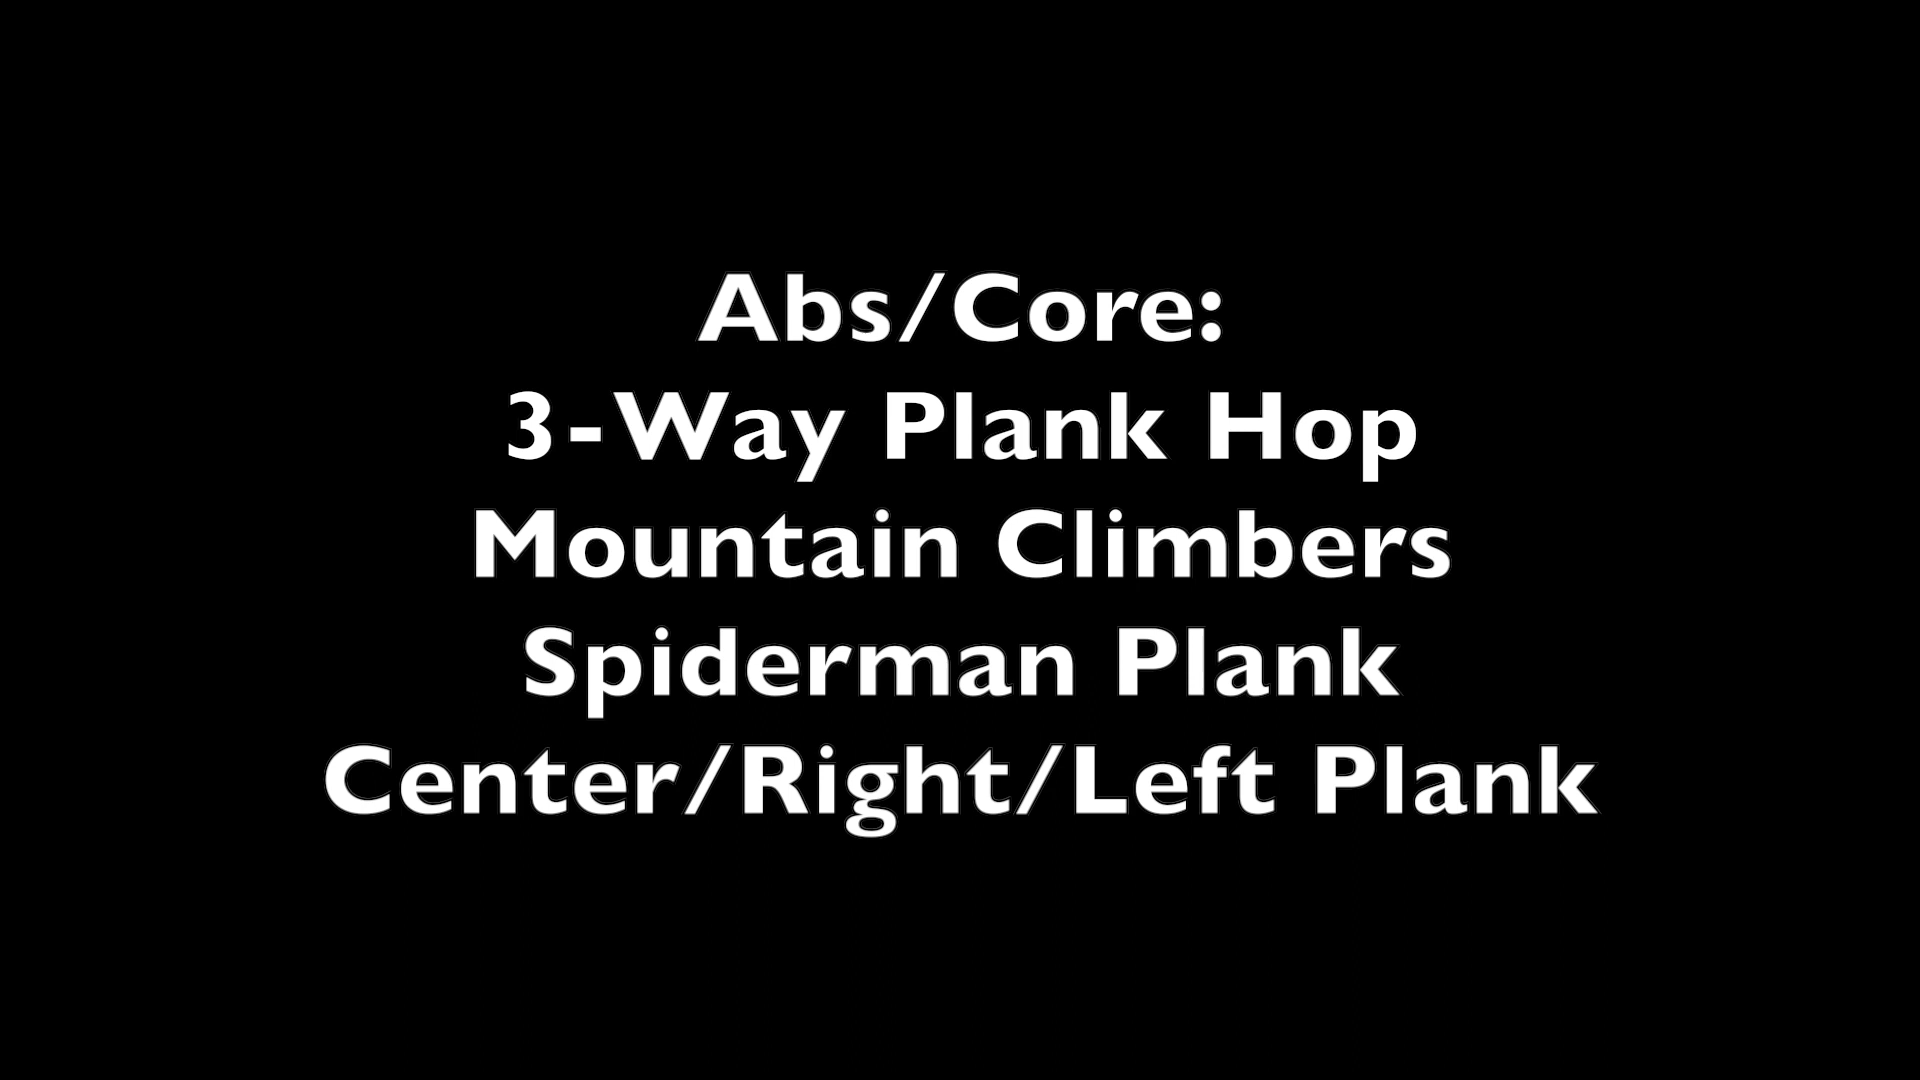 Abs/Core:
3-Way Plank Hop
Mountain Climbers
Spiderman Plank
Center/Right/Left Plank